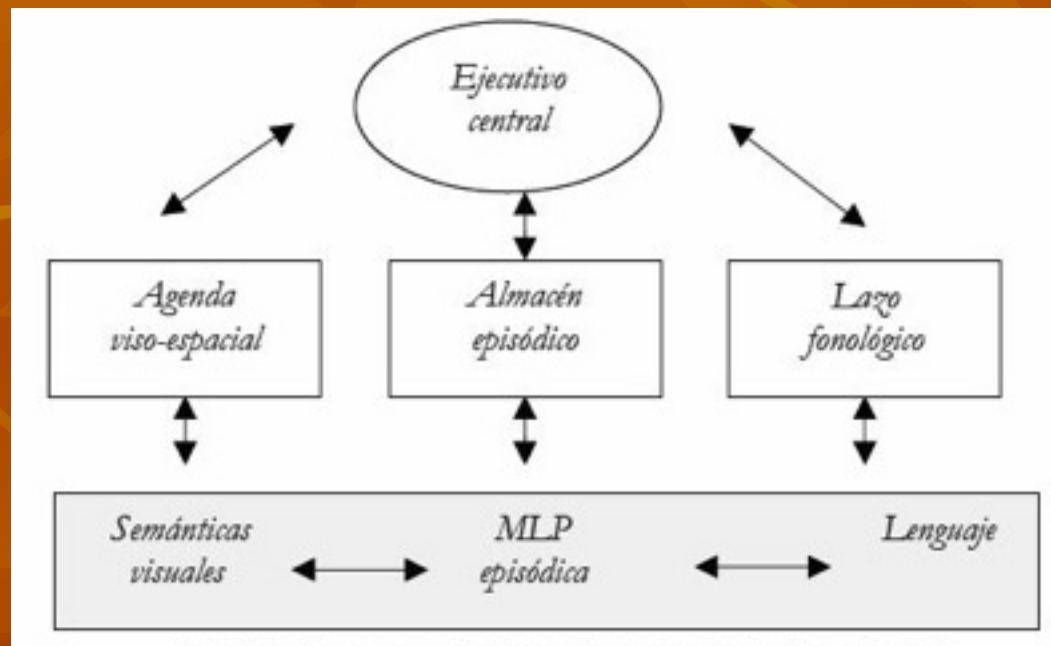 Ejecutivo
central
Agenda
viso-espacial
Almacén
episódico
Lazo
fonológico
Semánticas
visuales
MLP
episódica
Lenguaje